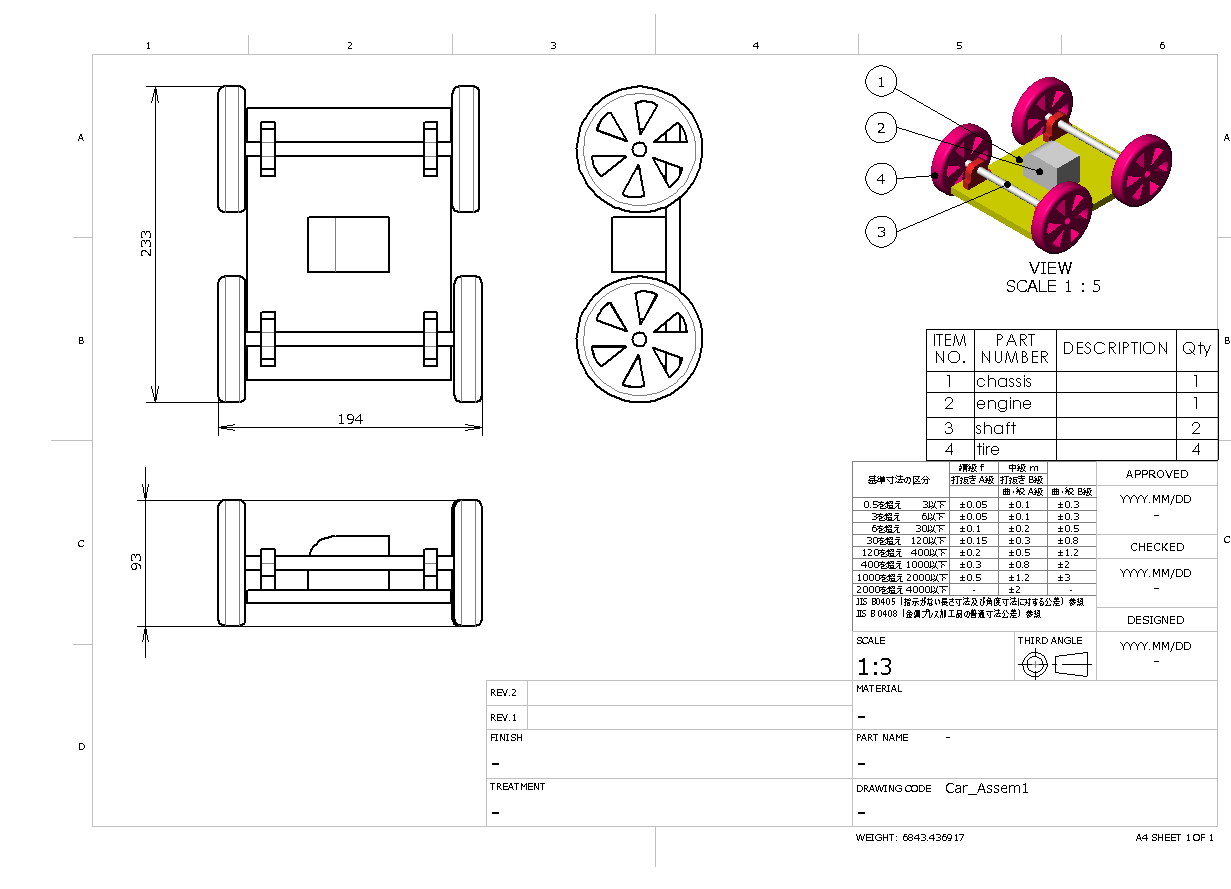 1 2 3 4 5 6
A A
B B
C C
D
233
194
93
1
2
4
3
VIEW
SCALE 1 : 5
ITEM NO. PART NUMBER DESCRIPTION Qty
1 chassis 1
2 engine 1
3 shaft 2
4 tire 4
基準寸法の区分 精級 f 中級 m
打抜き A級 打抜き B級
曲・絞 A級 曲・絞 B級
0.5を超え 3以下 ±0.05 ±0.1 ±0.3
3を超え 6以下 ±0.05 ±0.1 ±0.3
6を超え 30以下 ±0.1 ±0.2 ±0.5
30を超え 120以下 ±0.15 ±0.3 ±0.8
120を超え 400以下 ±0.2 ±0.5 ±1.2
400を超え 1000以下 ±0.3 ±0.8 ±2
1000を超え 2000以下 ±0.5 ±1.2 ±3
2000を超え 4000以下 - ±2 -
JIS B0405 (指示がない長さ寸法及び角度寸法に対する公差) 参照
JIS B 0408 (金属プレス加工品の普通寸法公差) 参照
APPROVED
YYYY.MM/DD
-
CHECKED
YYYY.MM/DD
-
DESIGNED
YYYY.MM/DD
-
SCALE
1:3
THIRD ANGLE
REV.2
REV.1
FINISH
-
TREATMENT
-
MATERIAL
-
PART NAME -
-
DRAWING CODE Car_Assem1
-
WEIGHT: 6843.436917
A4 SHEET 1 OF 1